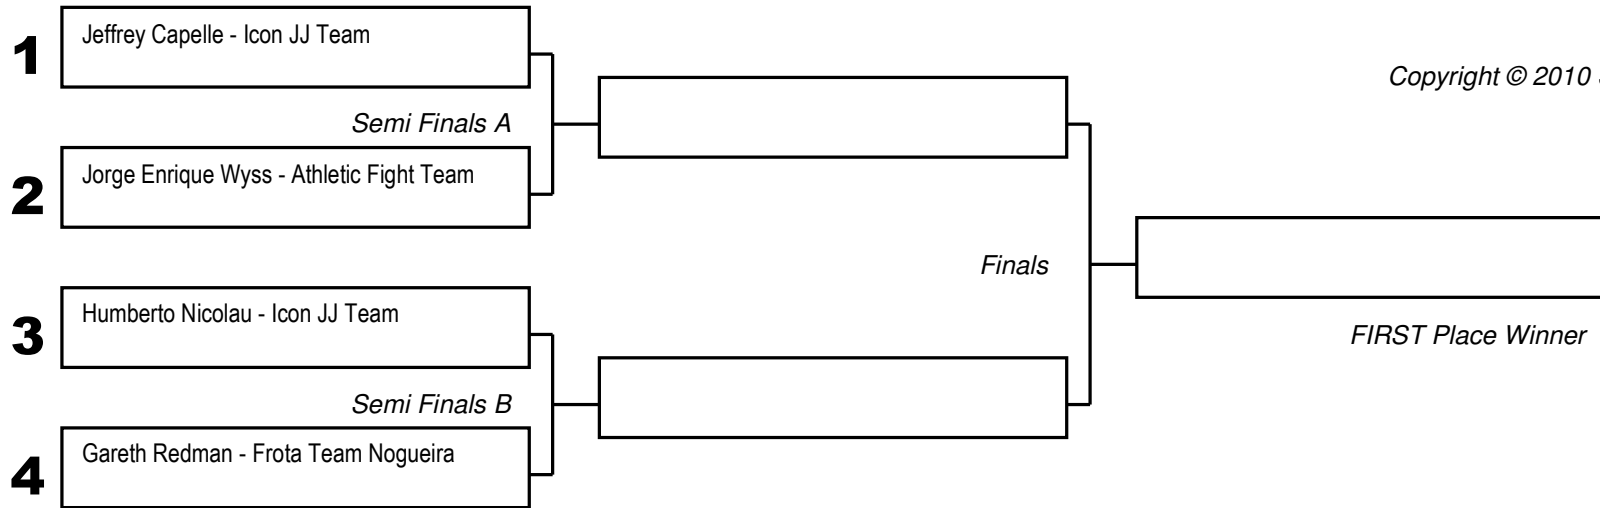 1
Jeffrey Capelle - Icon JJ Team
Copyright © 2010
Semi Finals A
2
Jorge Enrique Wyss - Athletic Fight Team
Finals
3
Humberto Nicolau - Icon JJ Team
FIRST Place Winner
Semi Finals B
4
Gareth Redman - Frota Team Nogueira